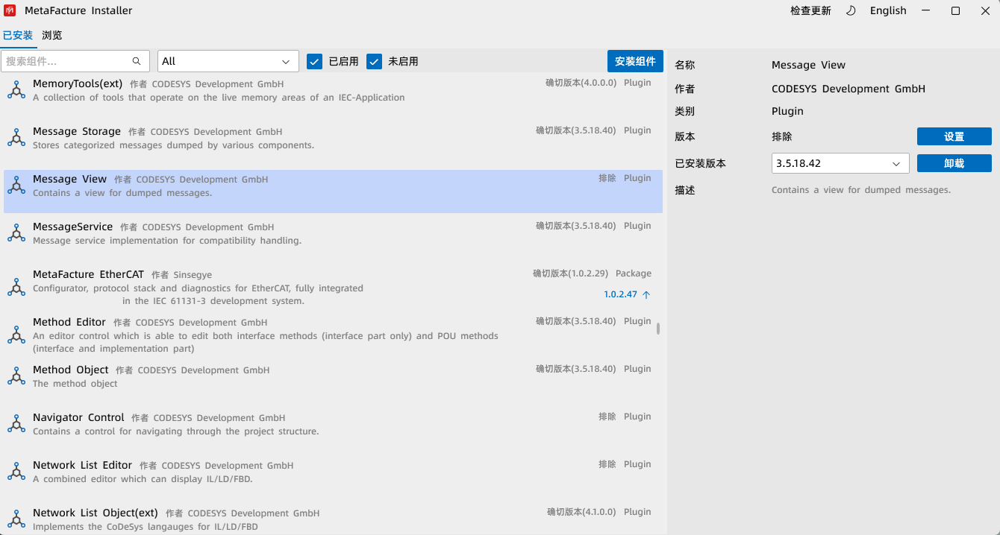 MetaFacture Installer
检查更新 English
已安装 浏览
搜索组件... All 已启用 未启用 安装组件
MemoryTools(ext) 作者 CODESYS Development GmbH 确切版本(4.0.0.0) Plugin
A collection of tools that operate on the live memory areas of an IEC-Application
Message Storage 作者 CODESYS Development GmbH 确切版本(3.5.18.40) Plugin
Stores categorized messages dumped by various components.
Message View 作者 CODESYS Development GmbH 排除 Plugin
Contains a view for dumped messages.
MessageService 作者 CODESYS Development GmbH 确切版本(3.5.18.40) Plugin
Message service implementation for compatibility handling.
MetaFacture EtherCAT 作者 Sinsegye 确切版本(1.0.2.29) Package
Configurator, protocol stack and diagnostics for EtherCAT, fully integrated
in the IEC 61131-3 development system.
1.0.2.47 ↑
Method Editor 作者 CODESYS Development GmbH 确切版本(3.5.18.40) Plugin
An editor control which is able to edit both interface methods (interface part only) and POU methods
(interface and implementation part)
Method Object 作者 CODESYS Development GmbH 确切版本(3.5.18.40) Plugin
The method object
Navigator Control 作者 CODESYS Development GmbH 排除 Plugin
Contains a control for navigating through the project structure.
Network List Editor 作者 CODESYS Development GmbH 排除 Plugin
A combined editor which can display IL/LD/FBD.
Network List Object(ext) 作者 CODESYS Development GmbH 确切版本(4.1.0.0) Plugin
Implements the CoDeSys langauges for IL/LD/FBD
名称 Message View
作者 CODESYS Development GmbH
类别 Plugin
版本 排除 设置
已安装版本 3.5.18.42 卸载
描述 Contains a view for dumped messages.